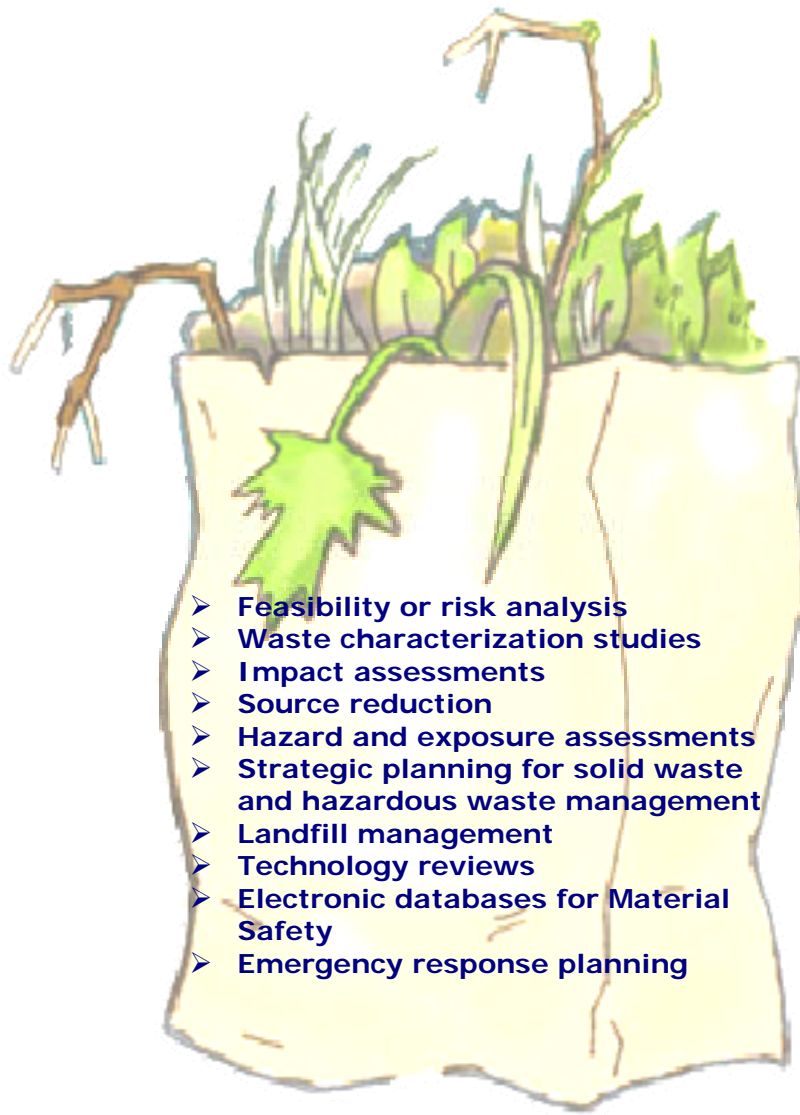 ➢ Feasibility or risk analysis
➢ Waste characterization studies
➢ Impact assessments
➢ Source reduction
➢ Hazard and exposure assessments
➢ Strategic planning for solid waste
and hazardous waste management
➢ Landfill management
➢ Technology reviews
➢ Electronic databases for Material
Safety
➢ Emergency response planning